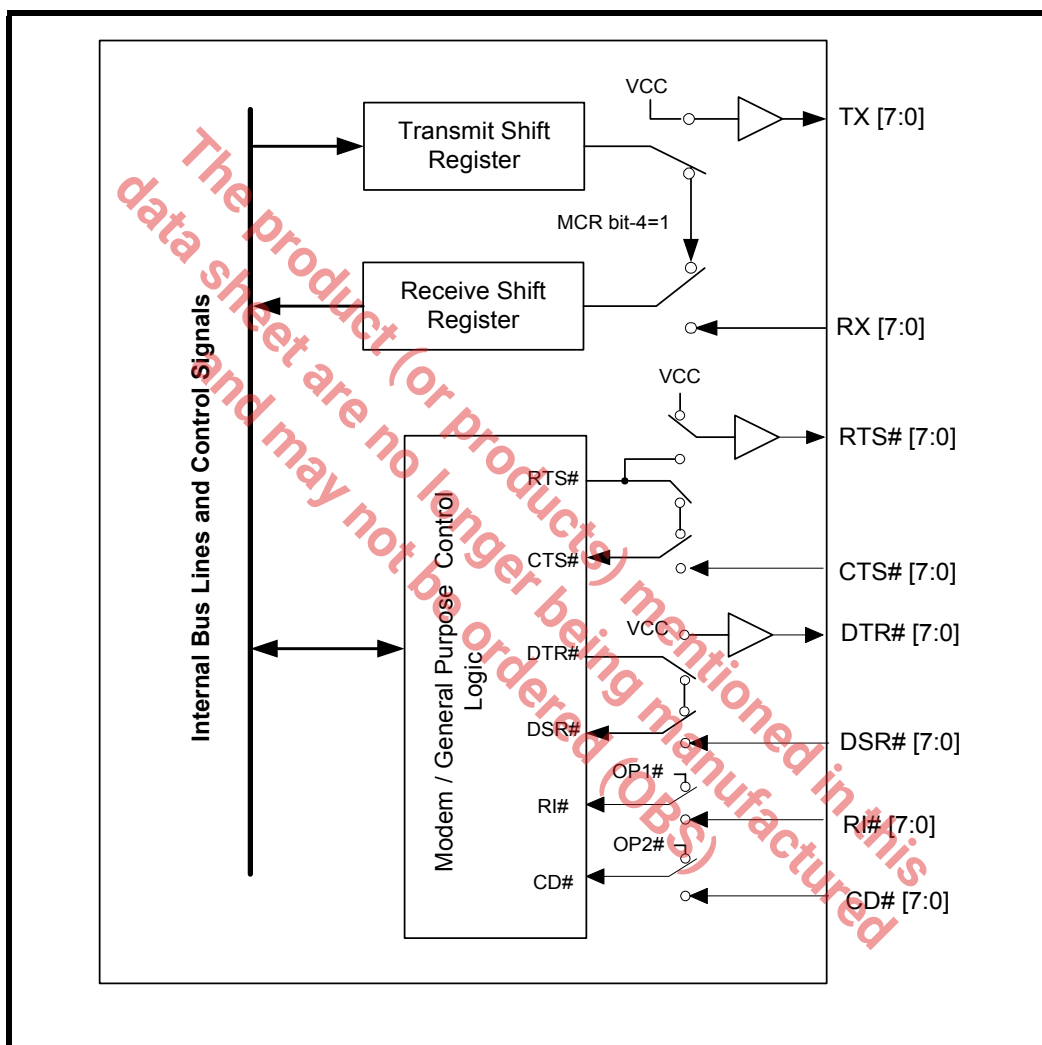 VCC
TX [7:0]
Transmit Shift
Register
MCR bit-4=1
Receive Shift
Register
RX [7:0]
Internal Bus Lines and Control Signals
VCC
RTS# [7:0]
Modem / General Purpose Control
Logic
RTS#
CTS#
CTS# [7:0]
VCC
DTR# [7:0]
DTR#
DSR#
DSR# [7:0]
OP1#
RI#
RI# [7:0]
OP2#
CD#
CD# [7:0]
The product (or products) mentioned in this
data sheet are no longer being manufactured
and may not be ordered (OBS)